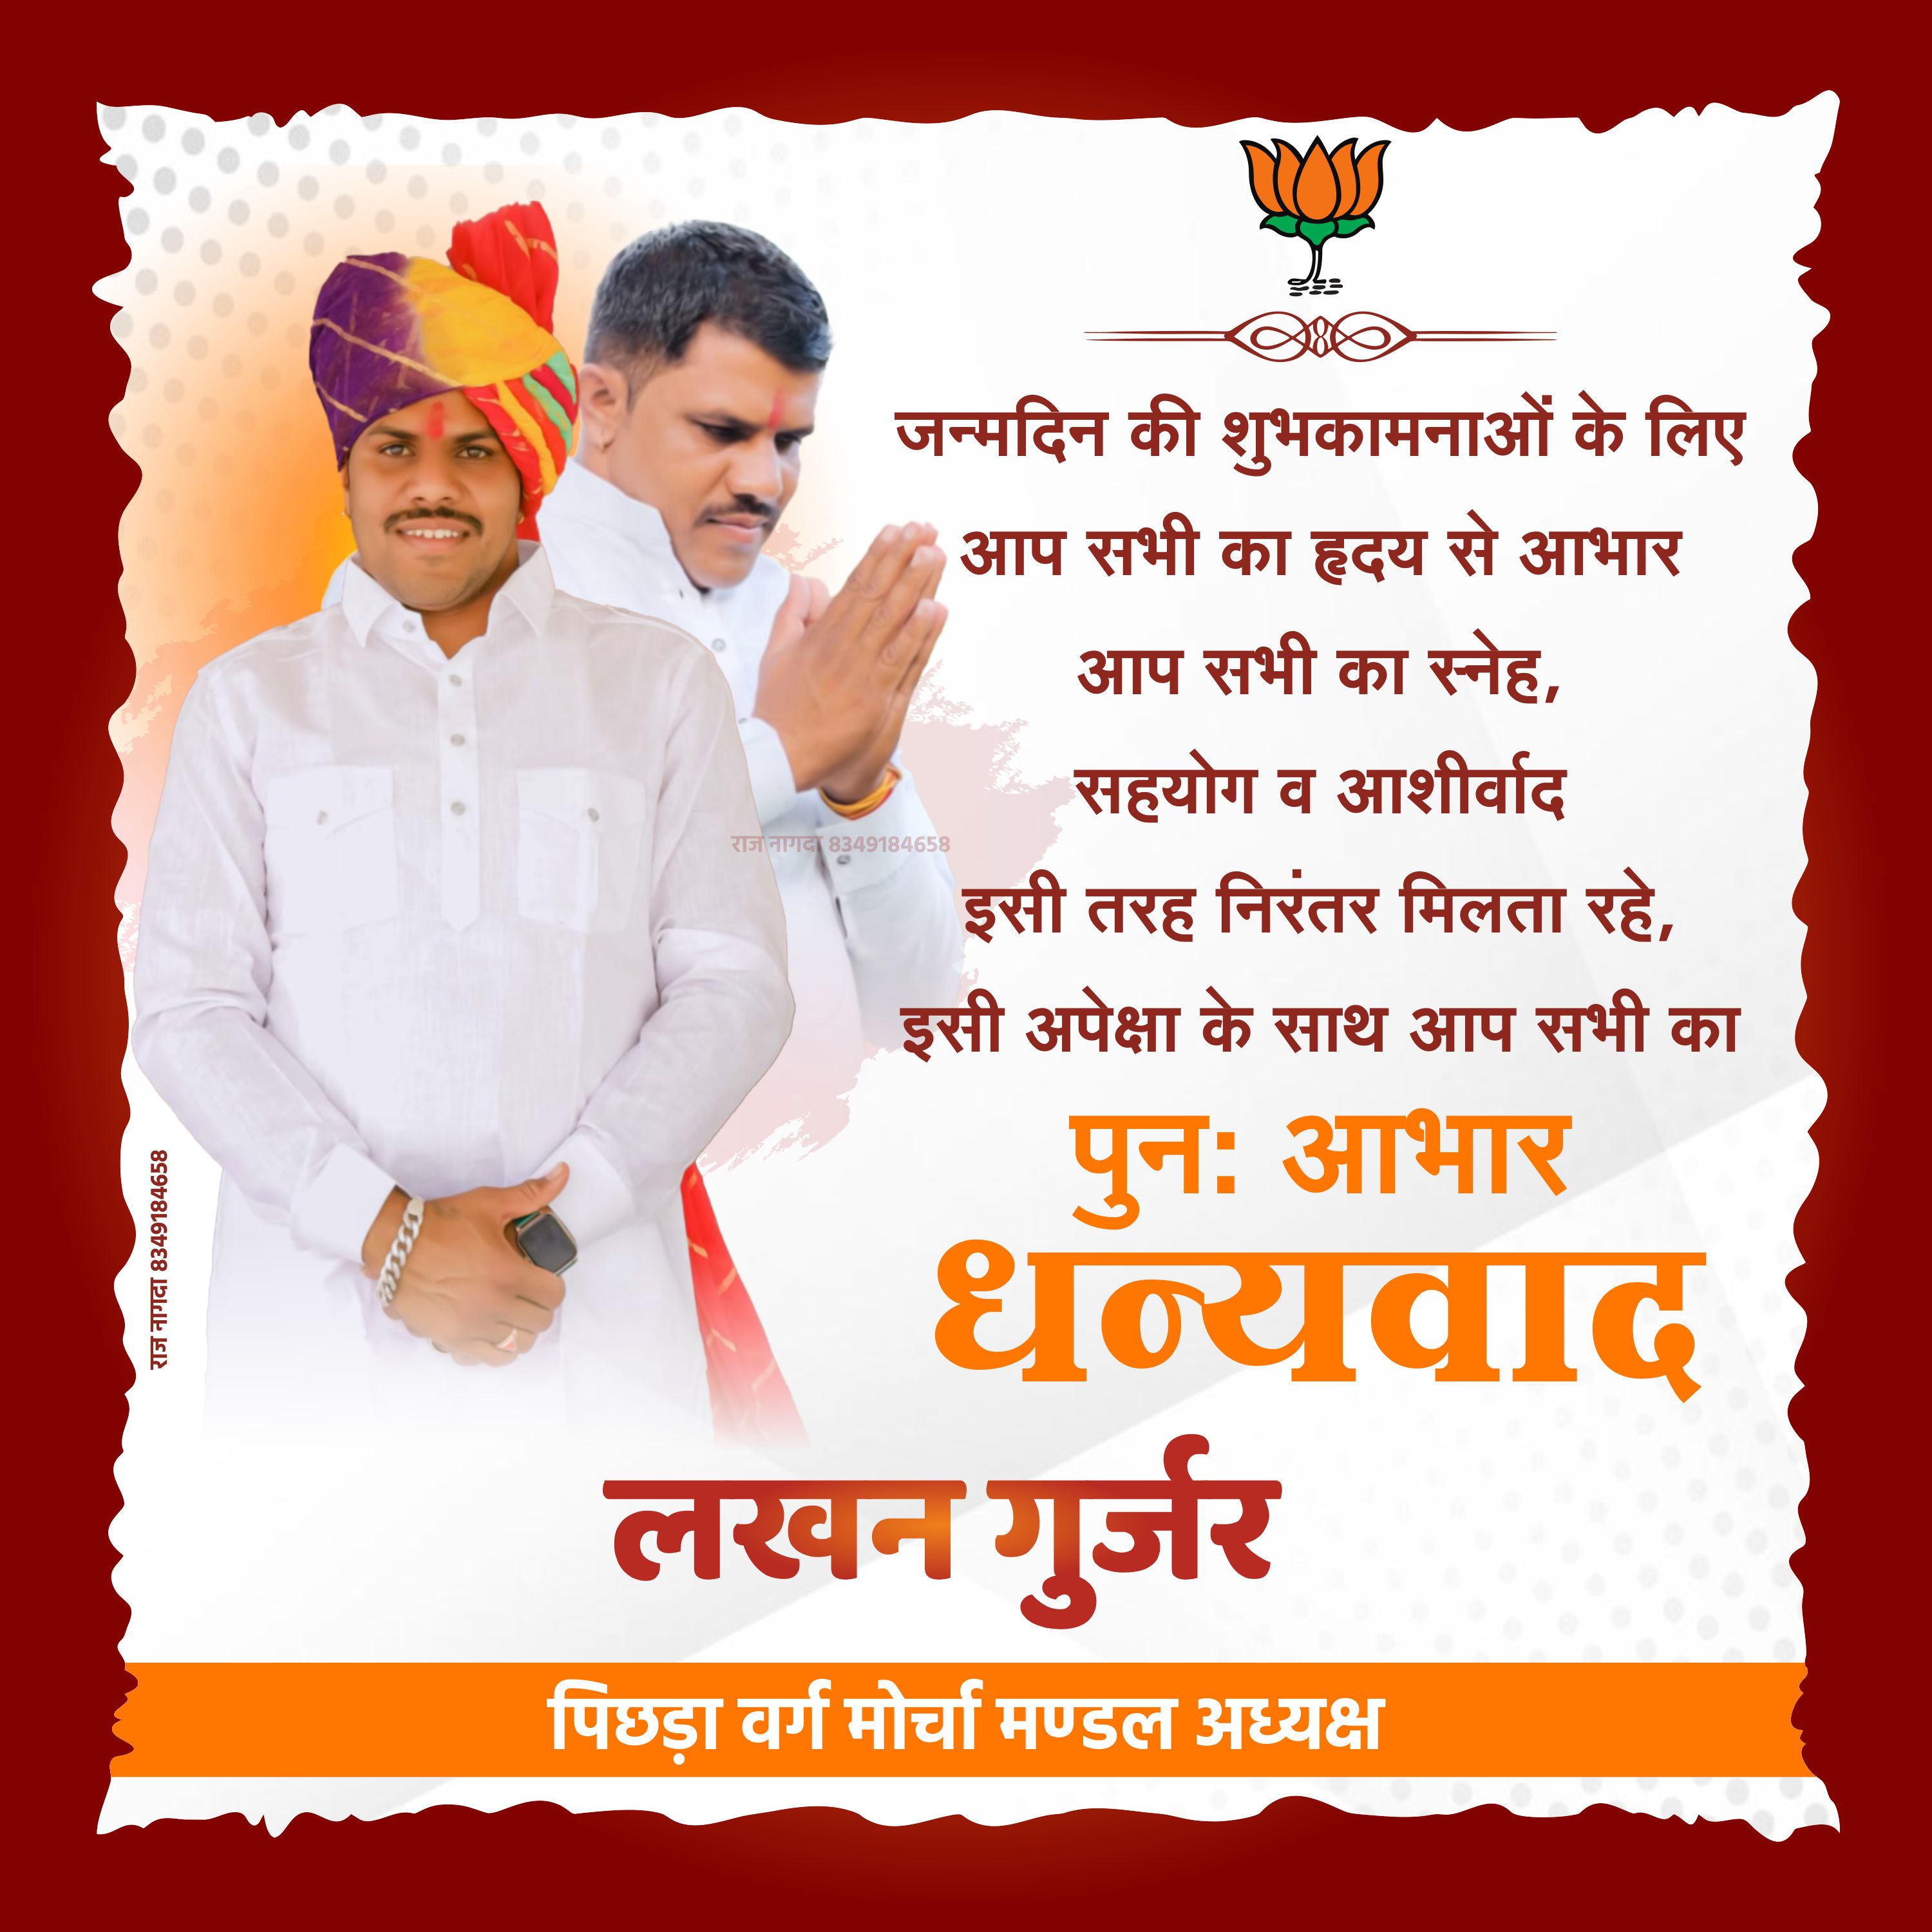 जन्मदिन की शुभकामनाओं के लिए
आप सभी का हृदय से आभार
आप सभी का स्नेह,
सहयोग व आशीर्वाद
राज नागदा 8349184658
इसी तरह निरंतर मिलता रहे,
इसी अपेक्षा के साथ आप सभी का
पुन: आभार
धन्यवाद
राज नागदा 8349184658
लखन गुर्जर
पिछड़ा वर्ग मोर्चा मण्डल अध्यक्ष